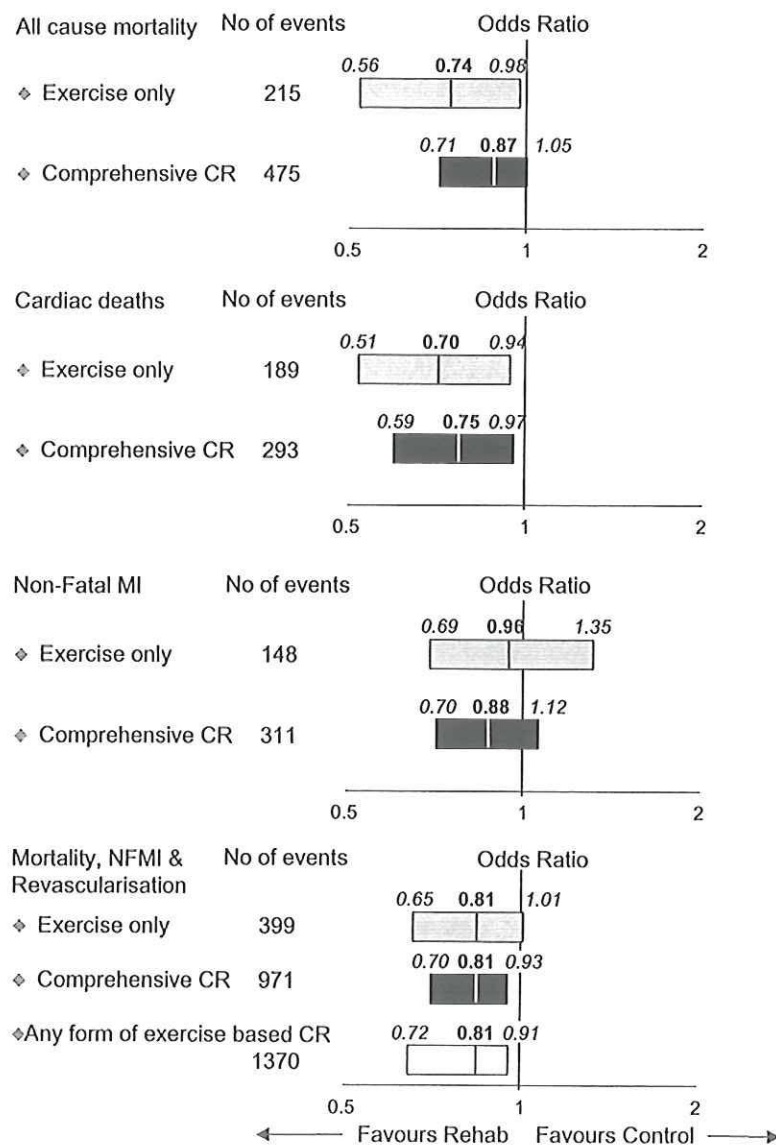 All cause mortality No of events Odds Ratio
0.56 0.74 0.98
Exercise only 215
0.71 0.87 1.05
Comprehensive CR 475
0.5 1 2
Cardiac deaths No of events Odds Ratio
0.51 0.70 0.94
Exercise only 189
0.59 0.75 0.97
Comprehensive CR 293
0.5 1 2
Non-Fatal MI No of events Odds Ratio
0.69 0.96 1.35
Exercise only 148
0.70 0.88 1.12
Comprehensive CR 311
0.5 1 2
Mortality, NFMI & No of events Odds Ratio
Revascularisation
0.65 0.81 1.01
Exercise only 399
0.70 0.81 0.93
Comprehensive CR 971
Any form of exercise based CR 0.72 0.81 0.91
1370
0.5 1 2
Favours Rehab Favours Control